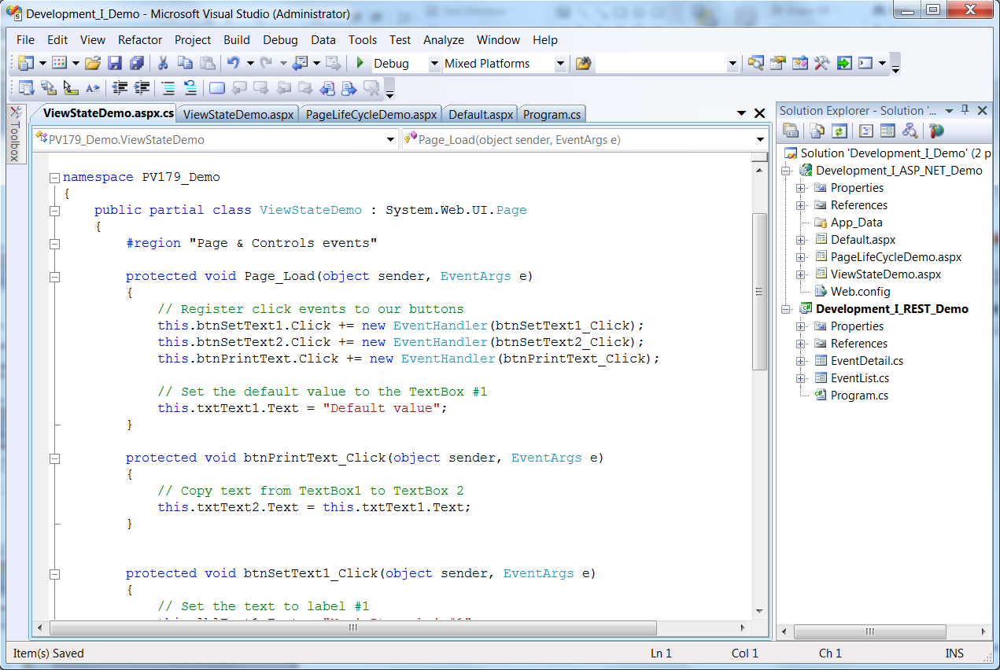 Development_I_Demo - Microsoft Visual Studio (Administrator)
File Edit View Refactor Project Build Debug Data Tools Test Analyze Window Help
Debug Mixed Platforms
Toolbox
ViewStateDemo.aspx.cs ViewStateDemo.aspx PageLifeCycleDemo.aspx Default.aspx Program.cs
PV179_Demo.ViewStateDemo Page_Load(object sender, EventArgs e)
namespace PV179_Demo
{
public partial class ViewStateDemo : System.Web.UI.Page
{
#region "Page & Controls events"
protected void Page_Load(object sender, EventArgs e)
{
// Register click events to our buttons
this.btnSetText1.Click += new EventHandler(btnSetText1_Click);
this.btnSetText2.Click += new EventHandler(btnSetText2_Click);
this.btnPrintText.Click += new EventHandler(btnPrintText_Click);
// Set the default value to the TextBox #1
this.txtText1.Text = "Default value";
}
protected void btnPrintText_Click(object sender, EventArgs e)
{
// Copy text from TextBox1 to TextBox 2
this.txtText2.Text = this.txtText1.Text;
}
protected void btnSetText1_Click(object sender, EventArgs e)
{
// Set the text to label #1
Solution Explorer - Solution '...
Solution 'Development_I_Demo' (2 p
Development_I_ASP_NET_Demo
Properties
References
App_Data
Default.aspx
PageLifeCycleDemo.aspx
ViewStateDemo.aspx
Web.config
Development_I_REST_Demo
Properties
References
EventDetail.cs
EventList.cs
Program.cs
Item(s) Saved Ln 1 Col 1 Ch 1 INS